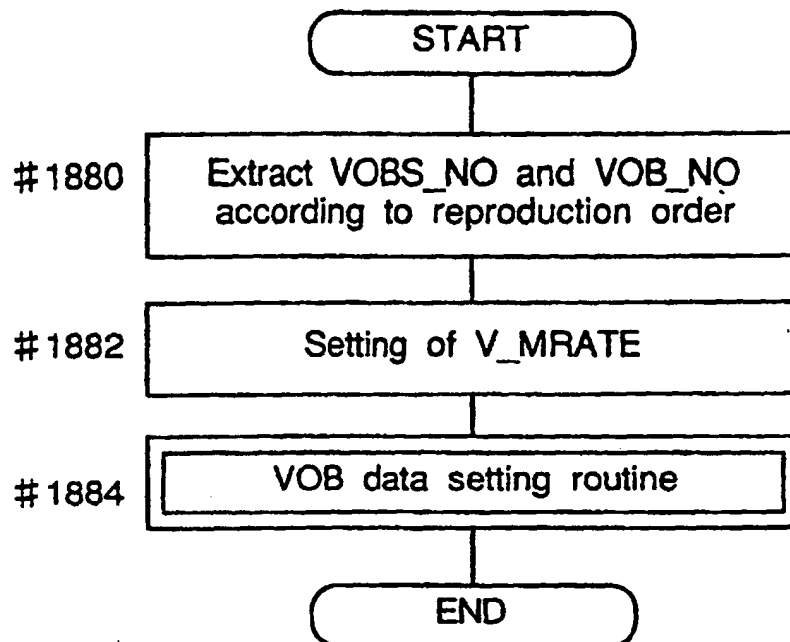 START
#1880
Extract VOBS_NO and VOB_NO
according to reproduction order
#1882
Setting of V_MRATE
#1884
VOB data setting routine
END